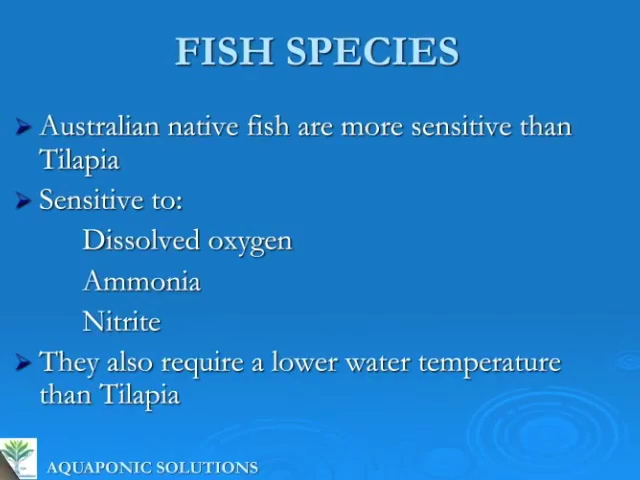 FISH SPECIES
➢ Australian native fish are more sensitive than
Tilapia
➢ Sensitive to:
Dissolved oxygen
Ammonia
Nitrite
➢ They also require a lower water temperature
than Tilapia
AQUAPONIC SOLUTIONS